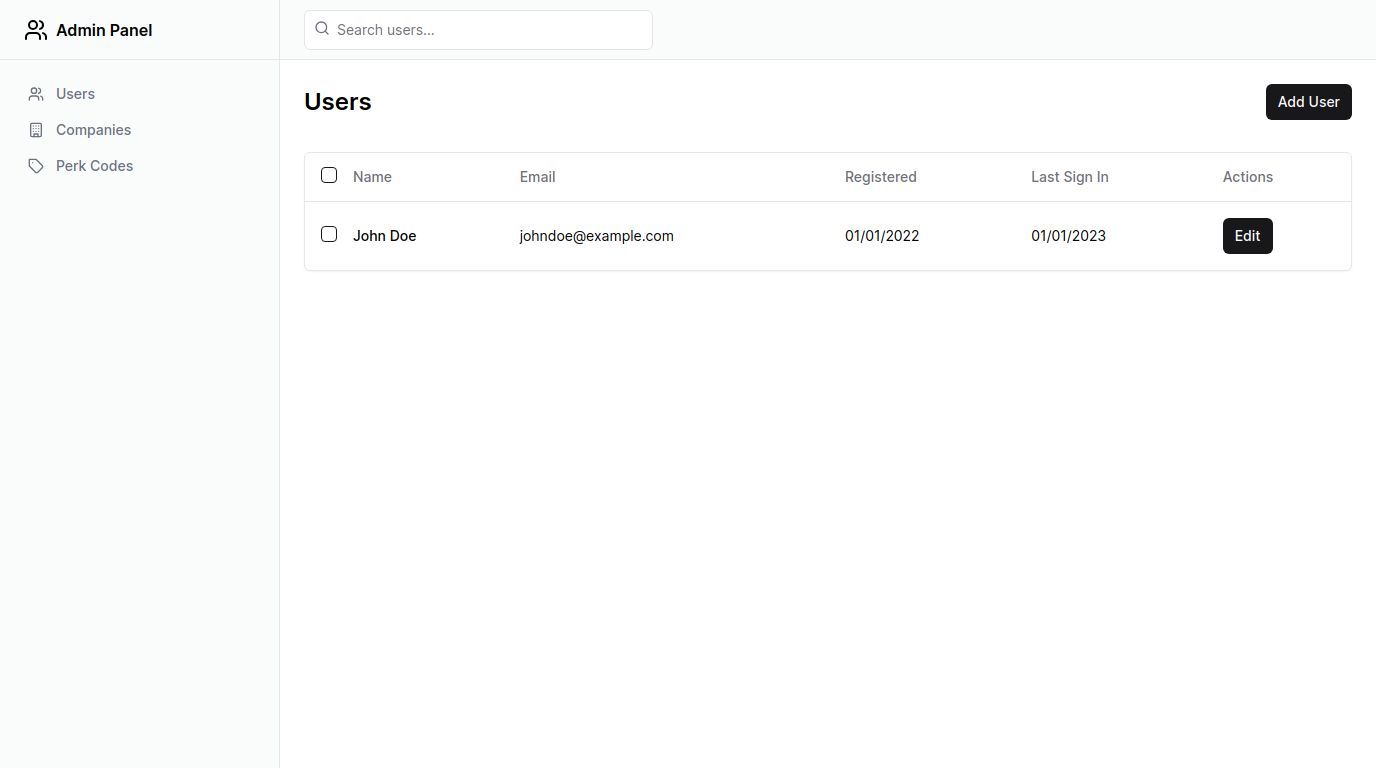 Admin Panel
Search users...
Users
Companies
Perk Codes
Users
Add User
Name Email Registered Last Sign In Actions
John Doe johndoe@example.com 01/01/2022 01/01/2023 Edit